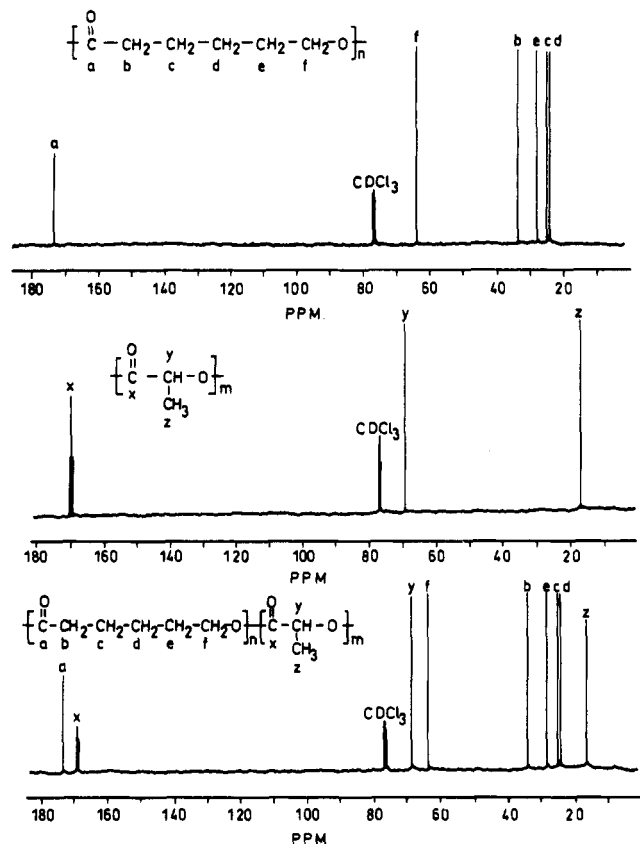 f
b e c d
O
[C-CH2-CH2-CH2-CH2-CH2-O]n
a b c d e f
a
CDCl3
180 160 140 120 100 80 60 40 20
PPM.
y
z
x
O y
[C-CH-O]m
x CH3
z
CDCl3
180 160 140 120 100 80 60 40 20
PPM
y f
b e c d
z
O O y
[C-CH2-CH2-CH2-CH2-CH2-O]n[C-CH-O]m
a b c d e f x CH3
z
a
x
CDCl3
180 160 140 120 100 80 60 40 20
PPM